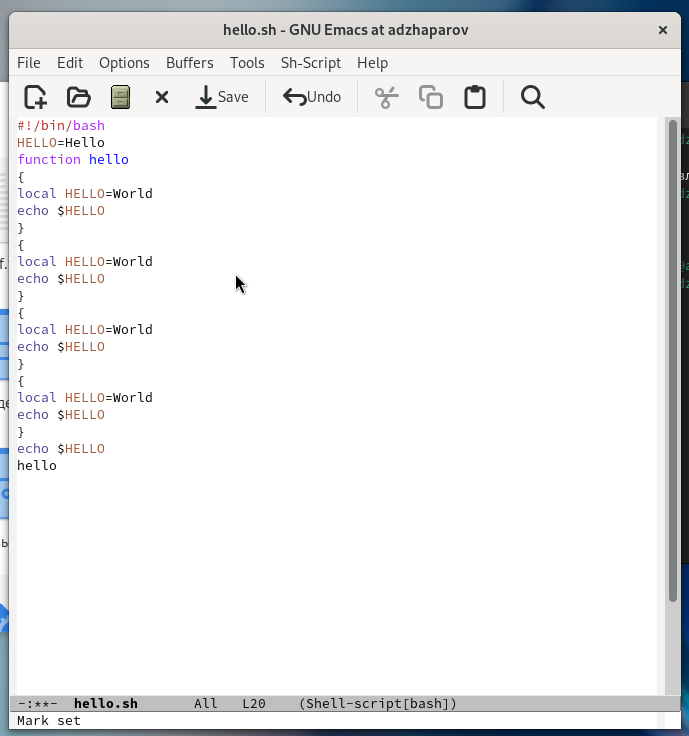 hello.sh - GNU Emacs at adzhaparov
File Edit Options Buffers Tools Sh-Script Help
Save Undo
#!/bin/bash
HELLO=Hello
function hello
{
local HELLO=World
echo $HELLO
}
{
local HELLO=World
echo $HELLO
}
{
local HELLO=World
echo $HELLO
}
{
local HELLO=World
echo $HELLO
}
echo $HELLO
hello
-:**- hello.sh All L20 (Shell-script[bash])
Mark set